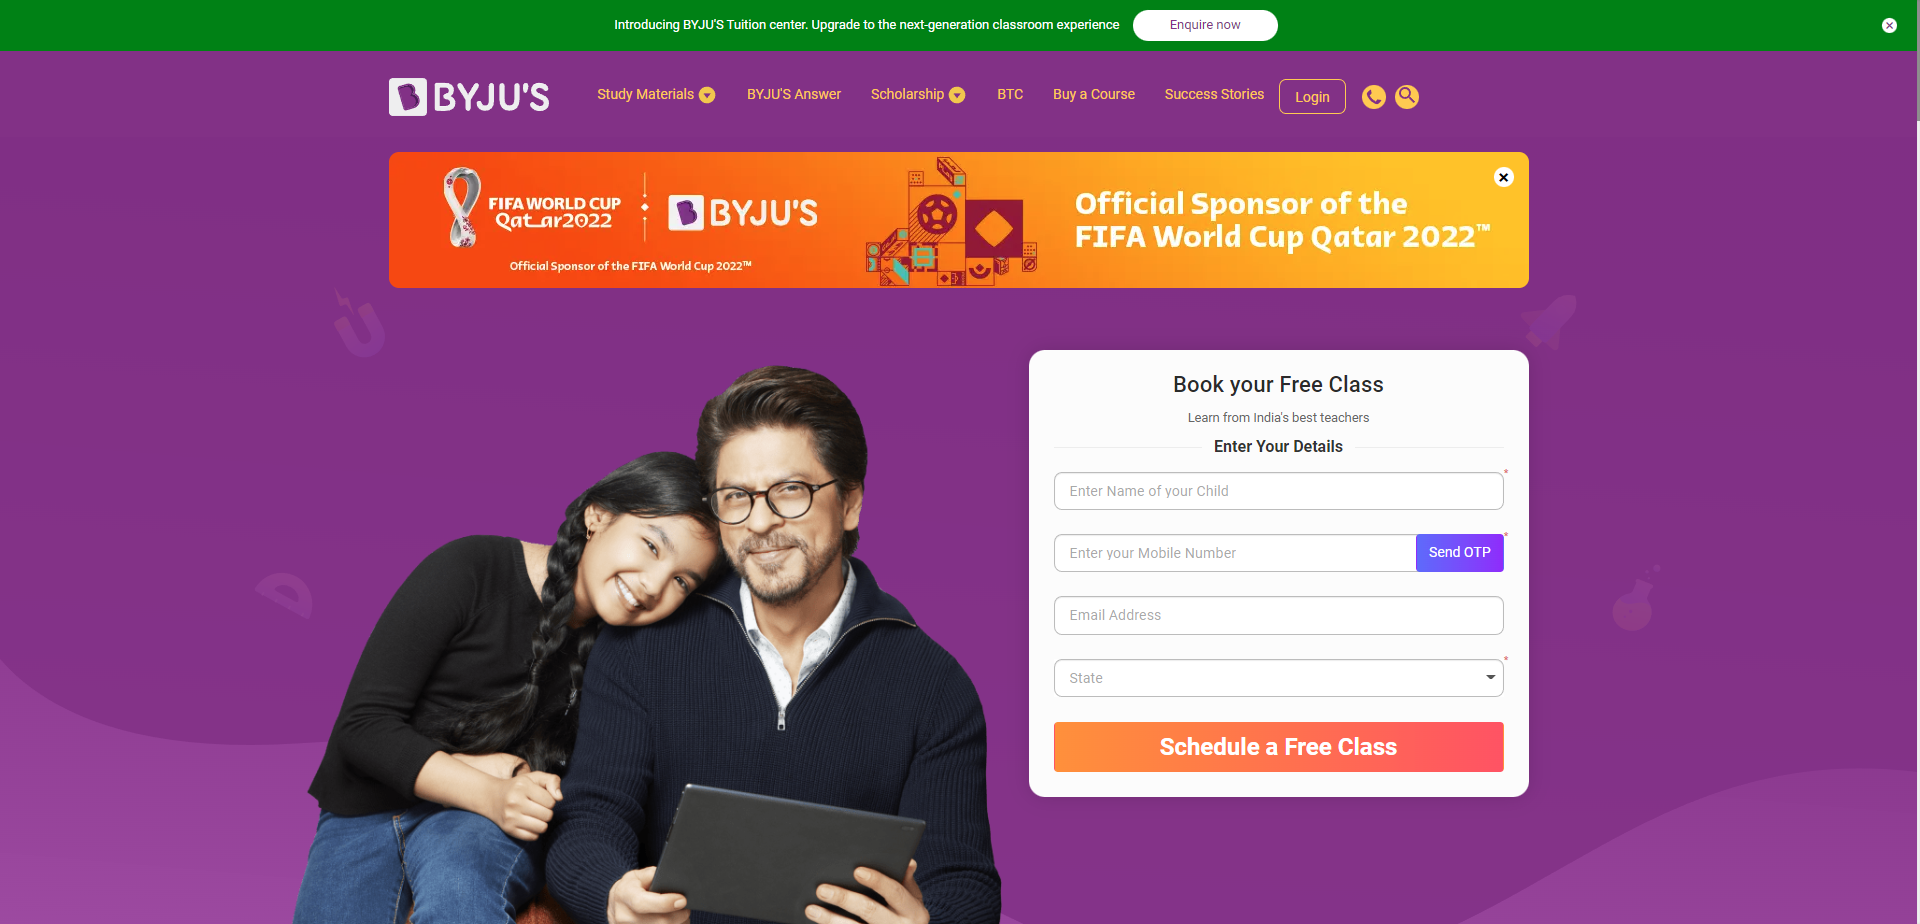 Introducing BYJU'S Tuition center. Upgrade to the next-generation classroom experience
Enquire now
BYJU'S
Study Materials
BYJU'S Answer
Scholarship
BTC
Buy a Course
Success Stories
Login
FIFA WORLD CUP
Qatar2022
BYJU'S
Official Sponsor of the FIFA World Cup 2022™
Official Sponsor of the
FIFA World Cup Qatar 2022™
Book your Free Class
Learn from India's best teachers
Enter Your Details
Enter Name of your Child
*
Enter your Mobile Number
Send OTP
*
Email Address
State
*
Schedule a Free Class